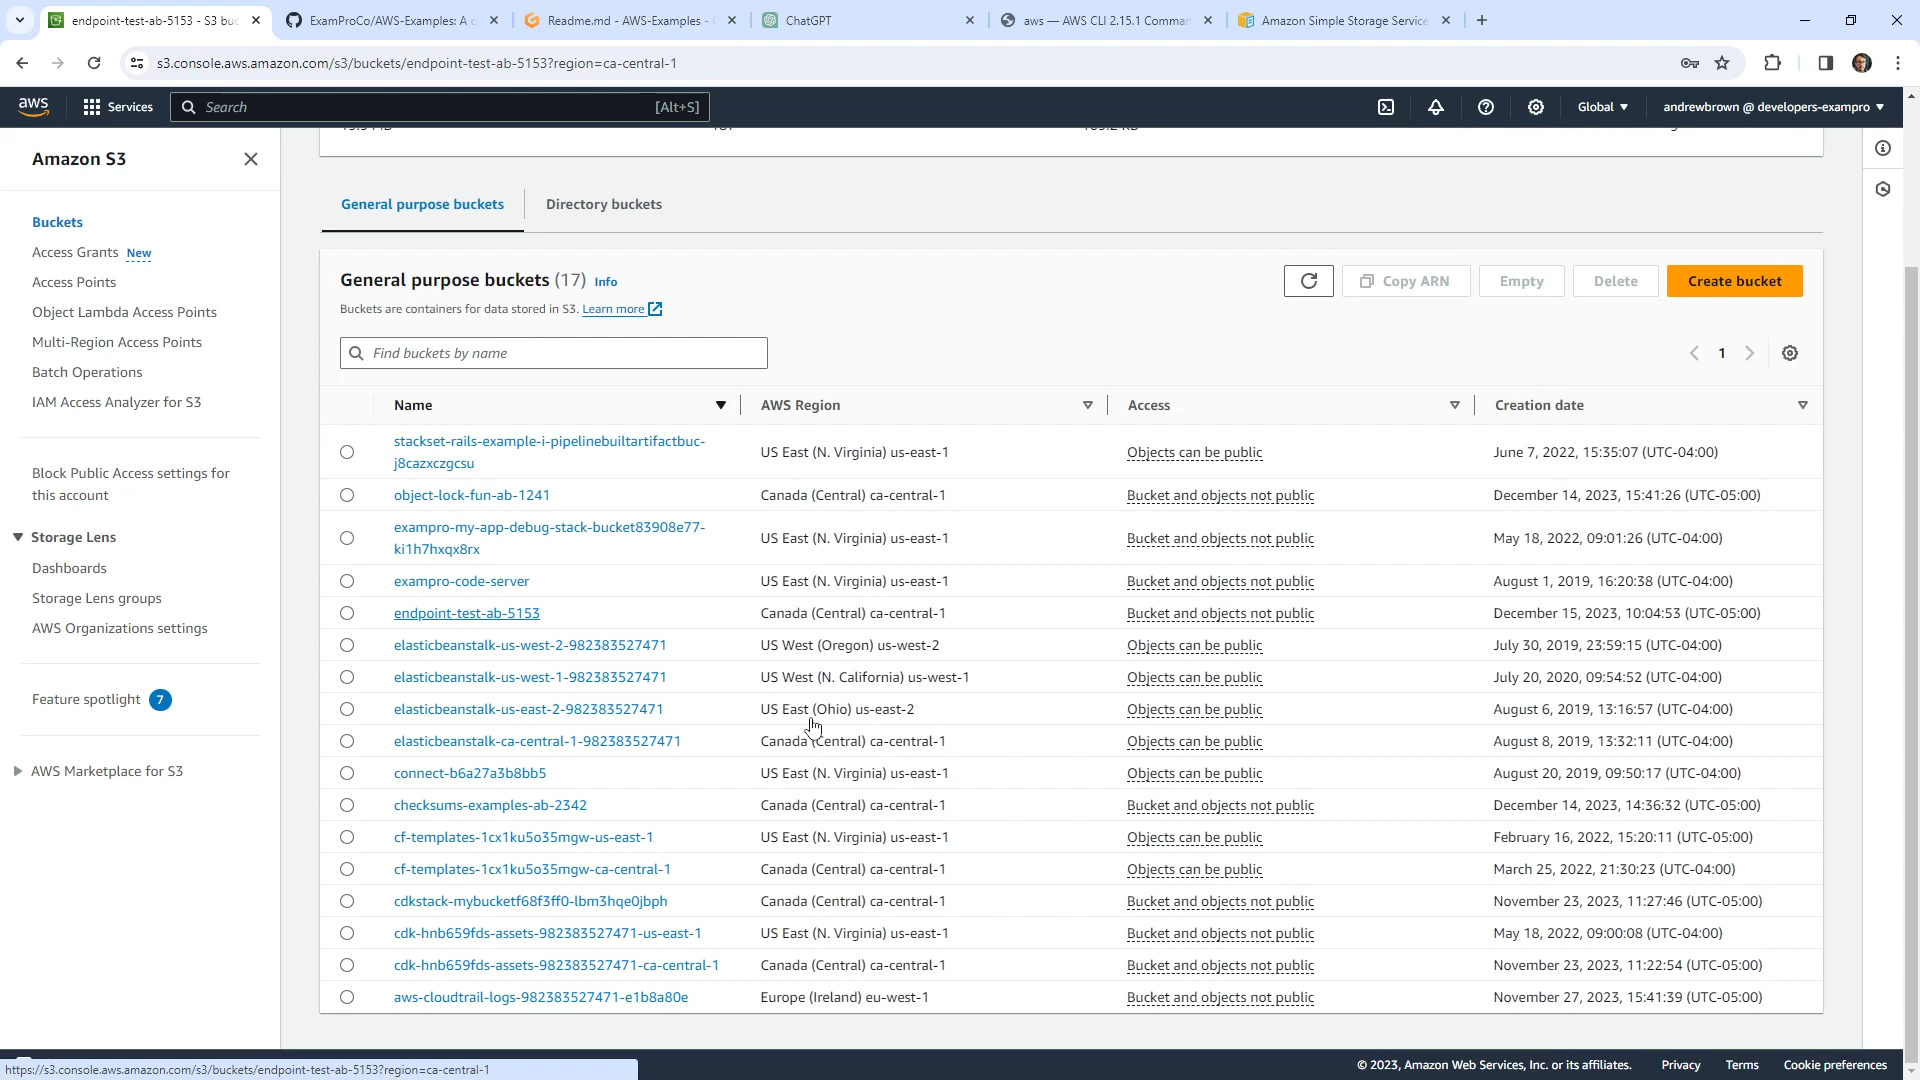 endpoint-test-ab-5153 - S3 buc
ExamProCo/AWS-Examples: A c
Readme.md - AWS-Examples -
ChatGPT
aws — AWS CLI 2.15.1 Comman
Amazon Simple Storage Service
s3.console.aws.amazon.com/s3/buckets/endpoint-test-ab-5153?region=ca-central-1
aws
Services
Search
[Alt+S]
Global
andrewbrown @ developers-exampro
Amazon S3
Buckets
Access Grants New
Access Points
Object Lambda Access Points
Multi-Region Access Points
Batch Operations
IAM Access Analyzer for S3
Block Public Access settings for
this account
Storage Lens
Dashboards
Storage Lens groups
AWS Organizations settings
Feature spotlight 7
AWS Marketplace for S3
General purpose buckets
Directory buckets
General purpose buckets (17) Info
Buckets are containers for data stored in S3. Learn more
Copy ARN
Empty
Delete
Create bucket
Find buckets by name
1
Name AWS Region Access Creation date
stackset-rails-example-i-pipelinebuiltartifactbuc-
j8cazxczgcsu US East (N. Virginia) us-east-1 Objects can be public June 7, 2022, 15:35:07 (UTC-04:00)
object-lock-fun-ab-1241 Canada (Central) ca-central-1 Bucket and objects not public December 14, 2023, 15:41:26 (UTC-05:00)
exampro-my-app-debug-stack-bucket83908e77-
ki1h7hxqx8rx US East (N. Virginia) us-east-1 Bucket and objects not public May 18, 2022, 09:01:26 (UTC-04:00)
exampro-code-server US East (N. Virginia) us-east-1 Bucket and objects not public August 1, 2019, 16:20:38 (UTC-04:00)
endpoint-test-ab-5153 Canada (Central) ca-central-1 Bucket and objects not public December 15, 2023, 10:04:53 (UTC-05:00)
elasticbeanstalk-us-west-2-982383527471 US West (Oregon) us-west-2 Objects can be public July 30, 2019, 23:59:15 (UTC-04:00)
elasticbeanstalk-us-west-1-982383527471 US West (N. California) us-west-1 Objects can be public July 20, 2020, 09:54:52 (UTC-04:00)
elasticbeanstalk-us-east-2-982383527471 US East (Ohio) us-east-2 Objects can be public August 6, 2019, 13:16:57 (UTC-04:00)
elasticbeanstalk-ca-central-1-982383527471 Canada (Central) ca-central-1 Objects can be public August 8, 2019, 13:32:11 (UTC-04:00)
connect-b6a27a3b8bb5 US East (N. Virginia) us-east-1 Objects can be public August 20, 2019, 09:50:17 (UTC-04:00)
checksums-examples-ab-2342 Canada (Central) ca-central-1 Bucket and objects not public December 14, 2023, 14:36:32 (UTC-05:00)
cf-templates-1cx1ku5o35mgw-us-east-1 US East (N. Virginia) us-east-1 Objects can be public February 16, 2022, 15:20:11 (UTC-05:00)
cf-templates-1cx1ku5o35mgw-ca-central-1 Canada (Central) ca-central-1 Objects can be public March 25, 2022, 21:30:23 (UTC-04:00)
cdkstack-mybucketf68f3ff0-lbm3hqe0jbph Canada (Central) ca-central-1 Bucket and objects not public November 23, 2023, 11:27:46 (UTC-05:00)
cdk-hnb659fds-assets-982383527471-us-east-1 US East (N. Virginia) us-east-1 Bucket and objects not public May 18, 2022, 09:00:08 (UTC-04:00)
cdk-hnb659fds-assets-982383527471-ca-central-1 Canada (Central) ca-central-1 Bucket and objects not public November 23, 2023, 11:22:54 (UTC-05:00)
aws-cloudtrail-logs-982383527471-e1b8a80e Europe (Ireland) eu-west-1 Bucket and objects not public November 27, 2023, 15:41:39 (UTC-05:00)
https://s3.console.aws.amazon.com/s3/buckets/endpoint-test-ab-5153?region=ca-central-1
© 2023, Amazon Web Services, Inc. or its affiliates. Privacy Terms Cookie preferences